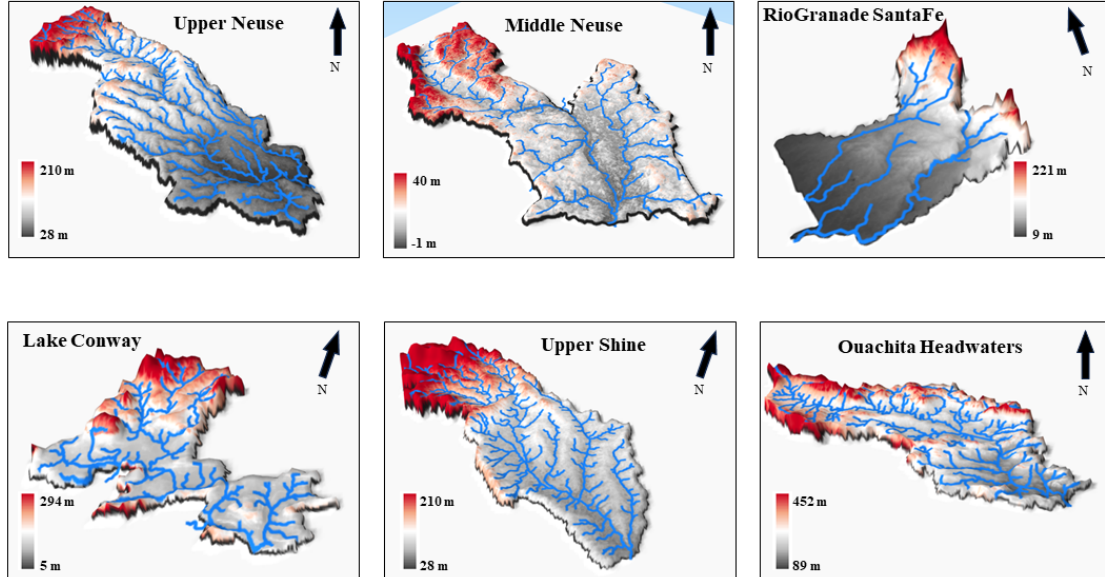 Upper Neuse
N
210 m
28 m
Middle Neuse
N
40 m
-1 m
RioGranade SantaFe
N
221 m
9 m
Lake Conway
N
294 m
5 m
Upper Shine
N
210 m
28 m
Ouachita Headwaters
N
452 m
89 m